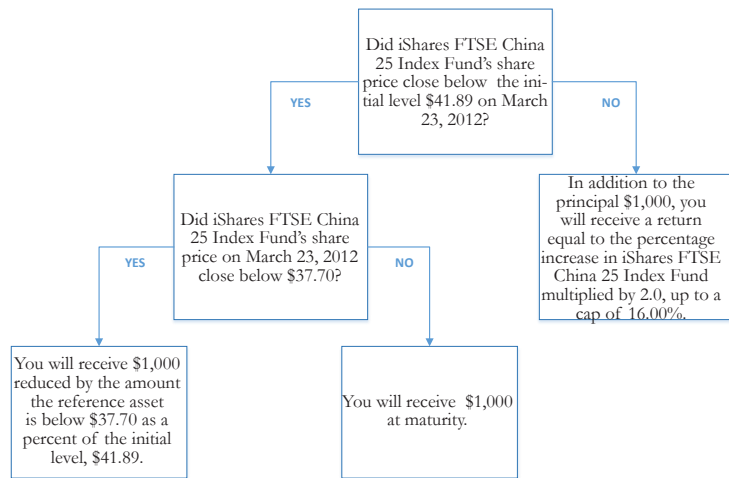 Did iShares FTSE China
25 Index Fund's share
price close below the ini-
tial level $41.89 on March
23, 2012?
YES
NO
Did iShares FTSE China
25 Index Fund's share
price on March 23, 2012
close below $37.70?
In addition to the
principal $1,000, you
will receive a return
equal to the percentage
increase in iShares FTSE
China 25 Index Fund
multiplied by 2.0, up to a
cap of 16.00%.
YES
NO
You will receive $1,000
reduced by the amount
the reference asset
is below $37.70 as a
percent of the initial
level, $41.89.
You will receive $1,000
at maturity.